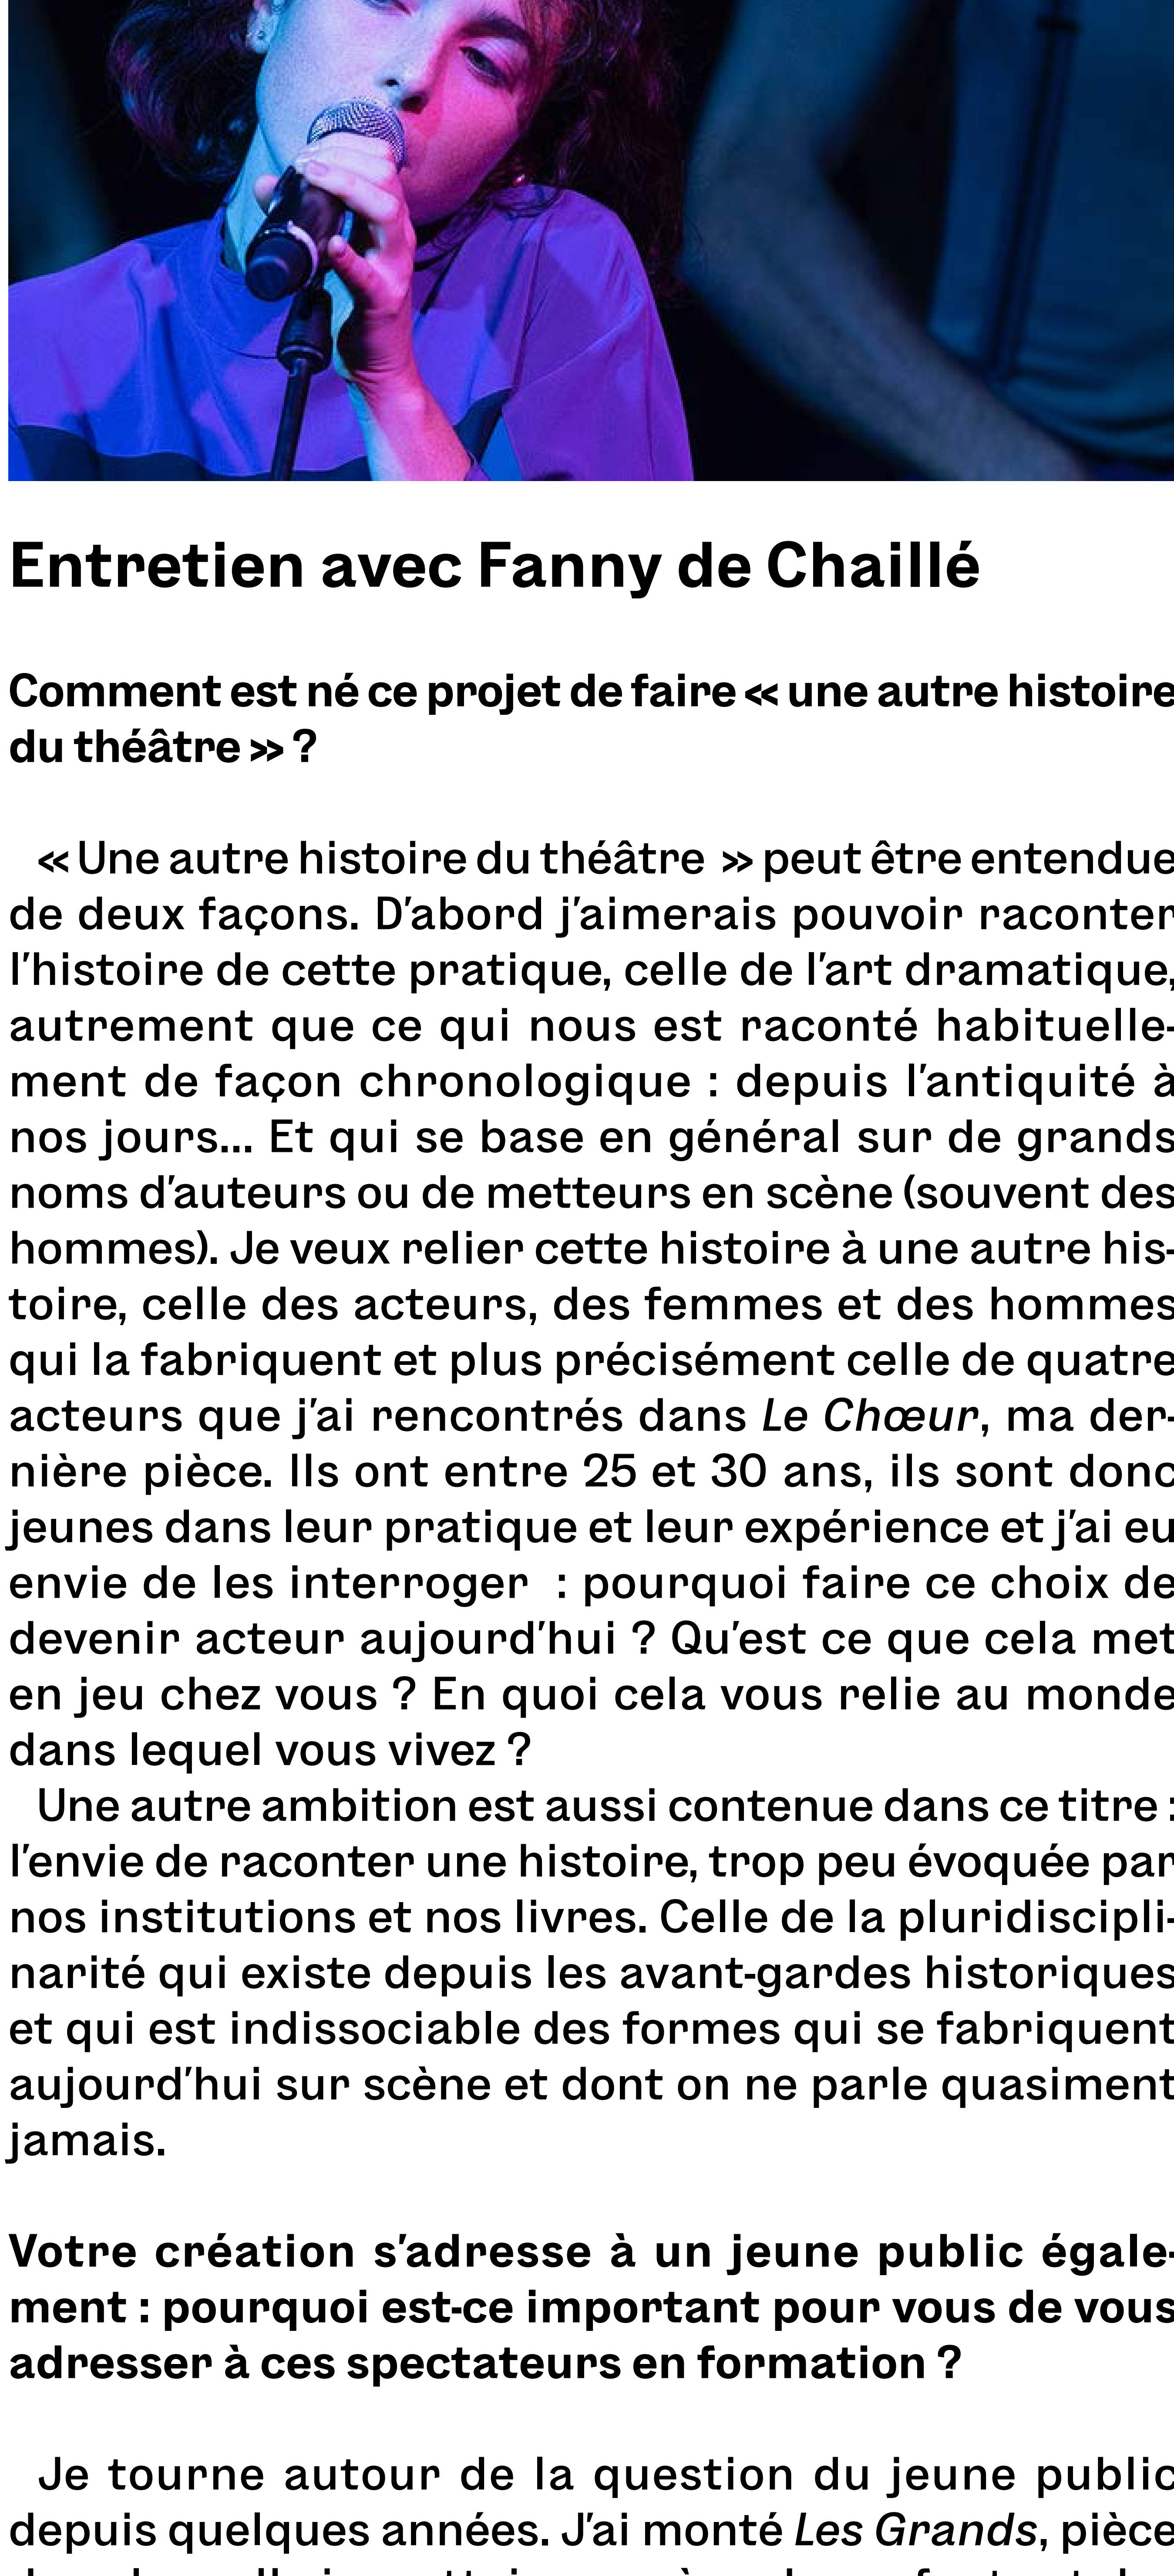 Entretien avec Fanny de Chaillé
Comment est né ce projet de faire « une autre histoire
du théâtre » ?
« Une autre histoire du théâtre » peut être entendue
de deux façons. D’abord j’aimerais pouvoir raconter
l’histoire de cette pratique, celle de l’art dramatique,
autrement que ce qui nous est raconté habituelle-
ment de façon chronologique : depuis l’antiquité à
nos jours... Et qui se base en général sur de grands
noms d’auteurs ou de metteurs en scène (souvent des
hommes). Je veux relier cette histoire à une autre his-
toire, celle des acteurs, des femmes et des hommes
qui la fabriquent et plus précisément celle de quatre
acteurs que j’ai rencontrés dans Le Chœur, ma der-
nière pièce. Ils ont entre 25 et 30 ans, ils sont donc
jeunes dans leur pratique et leur expérience et j’ai eu
envie de les interroger : pourquoi faire ce choix de
devenir acteur aujourd’hui ? Qu’est ce que cela met
en jeu chez vous ? En quoi cela vous relie au monde
dans lequel vous vivez ?
Une autre ambition est aussi contenue dans ce titre :
l’envie de raconter une histoire, trop peu évoquée par
nos institutions et nos livres. Celle de la pluridiscipli-
narité qui existe depuis les avant-gardes historiques
et qui est indissociable des formes qui se fabriquent
aujourd’hui sur scène et dont on ne parle quasiment
jamais.
Votre création s’adresse à un jeune public égale-
ment : pourquoi est-ce important pour vous de vous
adresser à ces spectateurs en formation ?
Je tourne autour de la question du jeune public
depuis quelques années. J’ai monté Les Grands, pièce